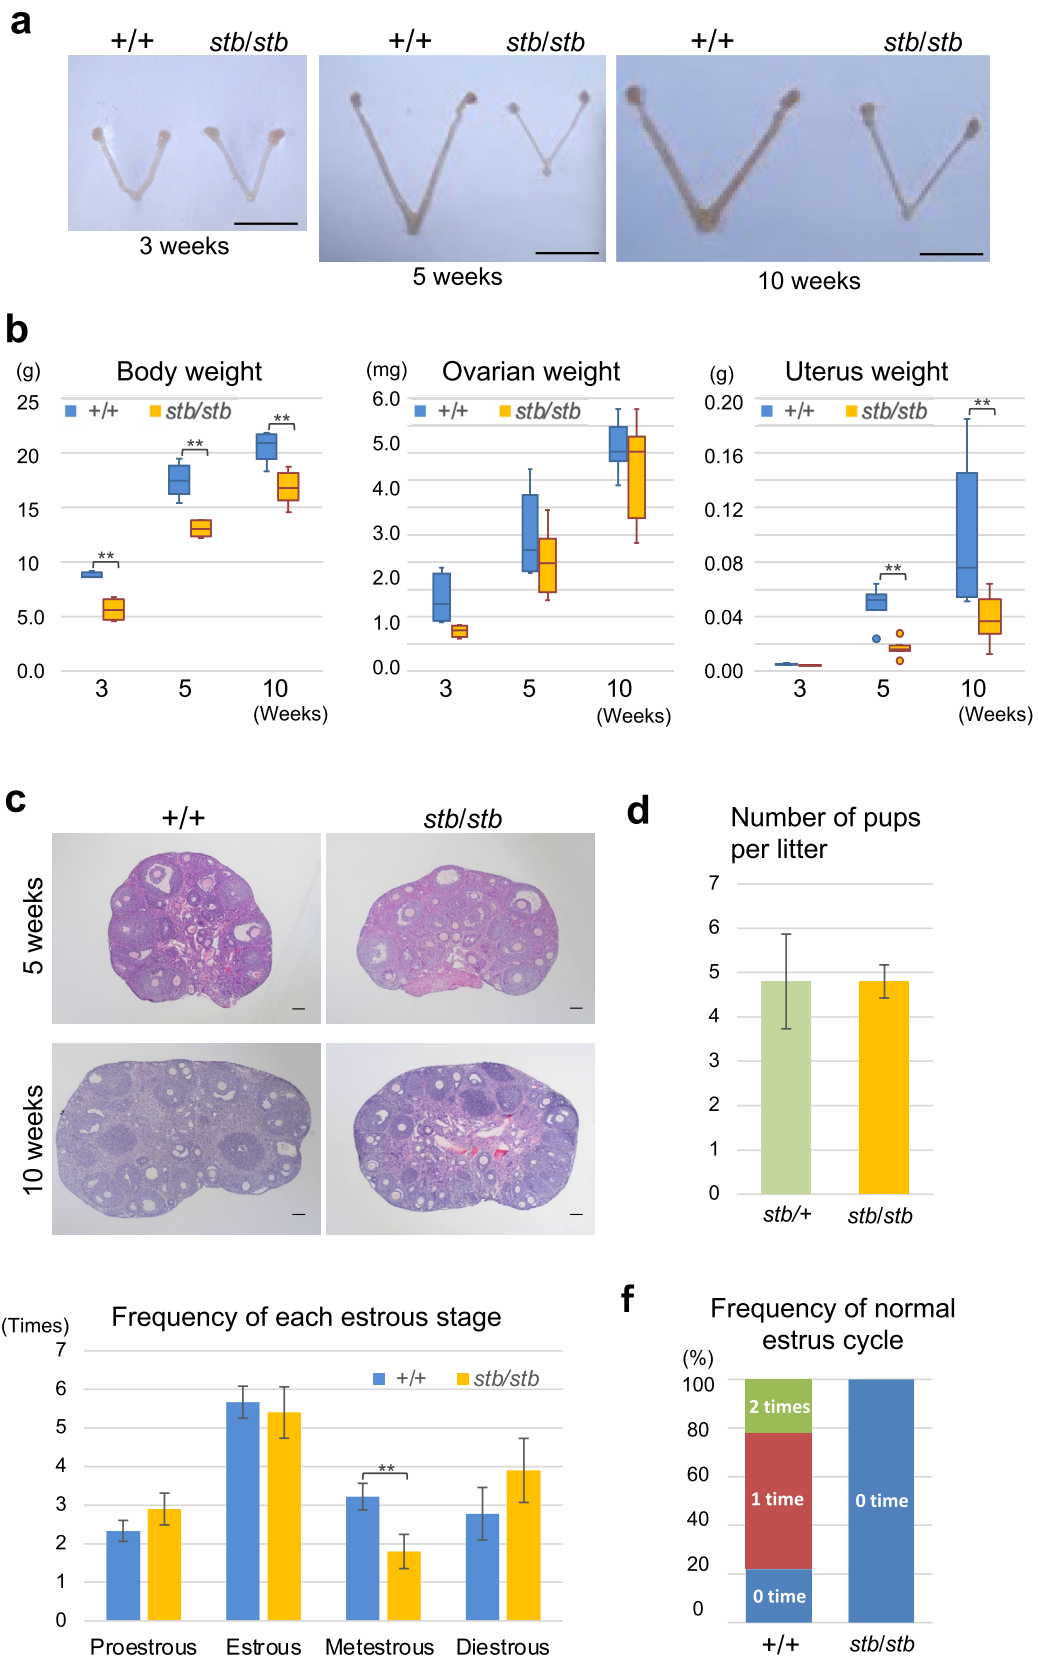 a
+/+ stb/stb +/+ stb/stb +/+ stb/stb
3 weeks
5 weeks
10 weeks
b
(g) Body weight
+/+ stb/stb
25
20
15
10
5.0
0.0
** ** **
3 5 10
(Weeks)
(mg) Ovarian weight
+/+ stb/stb
6.0
5.0
4.0
3.0
2.0
1.0
0.0
3 5 10
(Weeks)
(g) Uterus weight
+/+ stb/stb
0.20
0.16
0.12
0.08
0.04
0.00
** **
3 5 10
(Weeks)
c
+/+ stb/stb
5 weeks
10 weeks
d
Number of pups
per litter
7
6
5
4
3
2
1
0
stb/+ stb/stb
(Times) Frequency of each estrous stage
+/+ stb/stb
7
6
5
4
3
2
1
0
**
Proestrous Estrous Metestrous Diestrous
f
Frequency of normal
estrus cycle
(%)
100
80
60
40
20
0
2 times
1 time
0 time
0 time
+/+ stb/stb